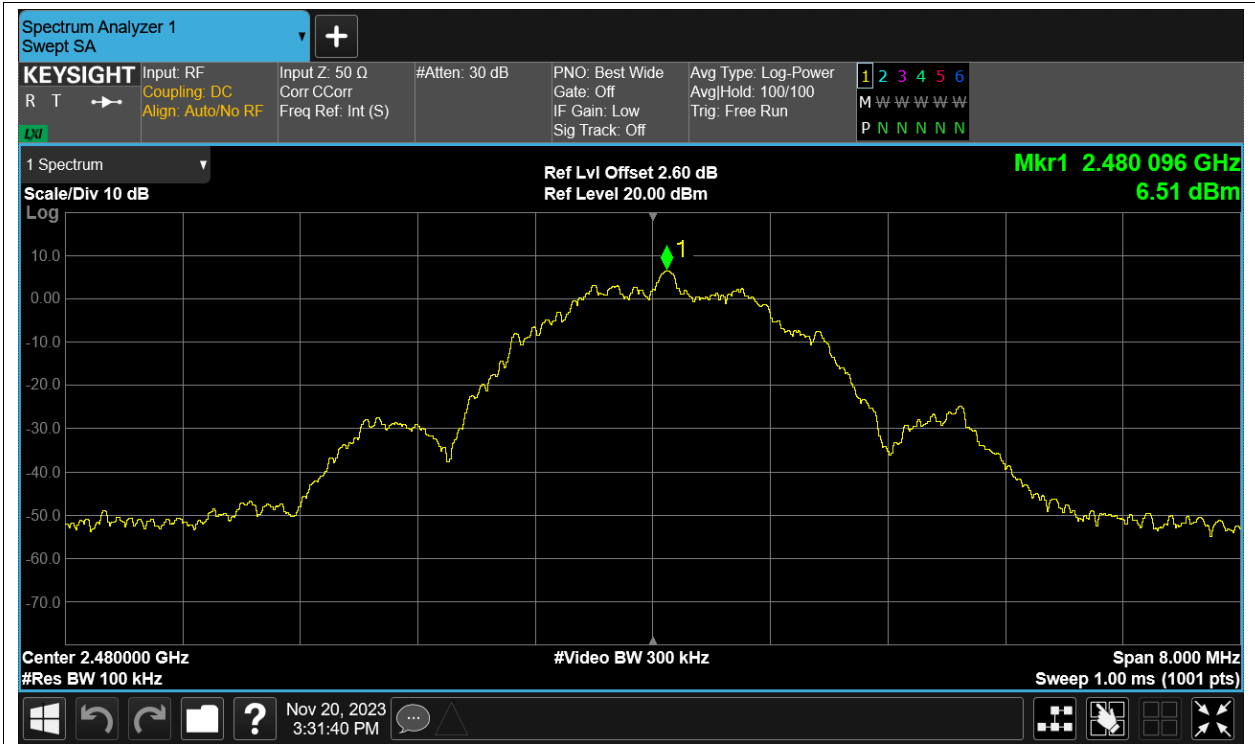 Spectrum Analyzer 1
Swept SA
KEYSIGHT
R T
LXI
Input: RF
Coupling: DC
Align: Auto/No RF
Input Z: 50 Ω
Corr CCorr
Freq Ref: Int (S)
#Atten: 30 dB
PNO: Best Wide
Gate: Off
IF Gain: Low
Sig Track: Off
Avg Type: Log-Power
Avg|Hold: 100/100
Trig: Free Run
1 2 3 4 5 6
M W W W W W
P N N N N N
1 Spectrum
Scale/Div 10 dB
Log
Ref Lvl Offset 2.60 dB
Ref Level 20.00 dBm
Mkr1 2.480 096 GHz
6.51 dBm
1
10.0
0.00
-10.0
-20.0
-30.0
-40.0
-50.0
-60.0
-70.0
Center 2.480000 GHz
#Video BW 300 kHz
Span 8.000 MHz
#Res BW 100 kHz
Sweep 1.00 ms (1001 pts)
?
Nov 20, 2023
3:31:40 PM